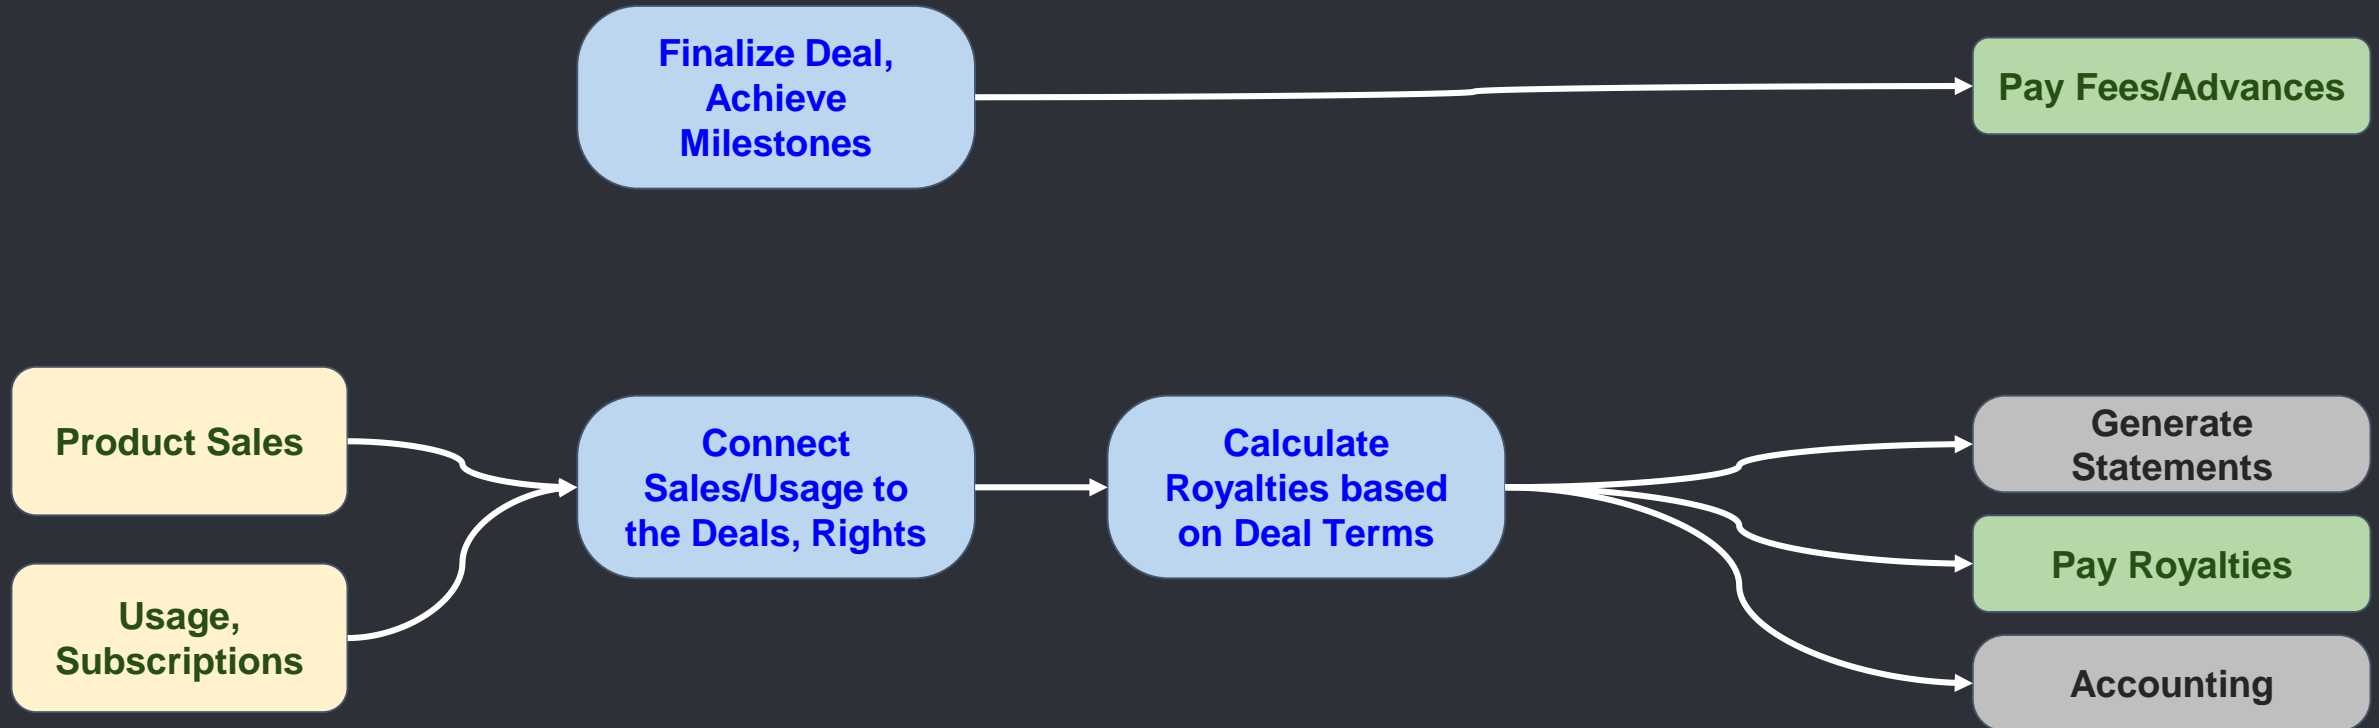 Finalize Deal,
Achieve
Milestones
Pay Fees/Advances
Product Sales
Usage,
Subscriptions
Connect
Sales/Usage to
the Deals, Rights
Calculate
Royalties based
on Deal Terms
Generate
Statements
Pay Royalties
Accounting